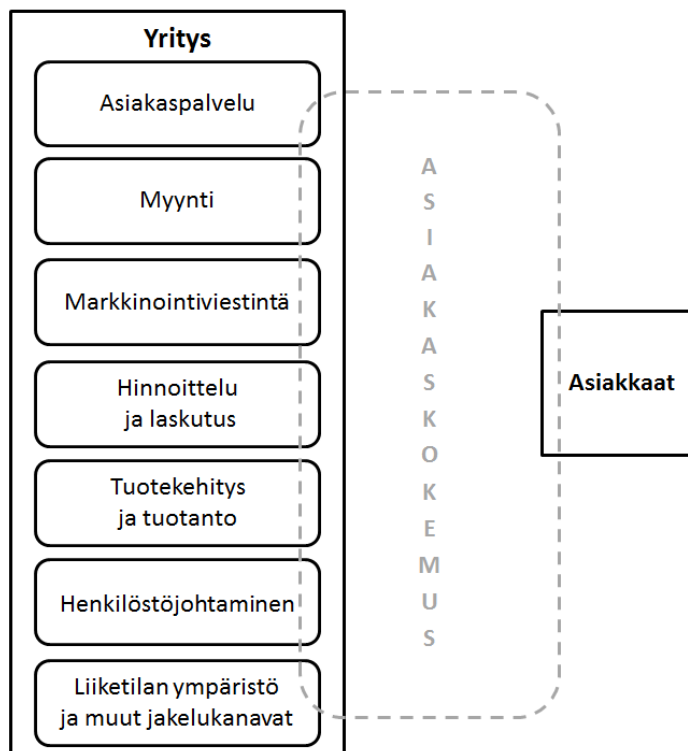 Yritys
Asiakaspalvelu
Myynti
Markkinointiviestintä
Hinnoittelu
ja laskutus
Tuotekehitys
ja tuotanto
Henkilöstöjohtaminen
Liiketilan ympäristö
ja muut jakelukanavat
A
S
I
A
K
A
S
K
O
K
E
M
U
S
Asiakkaat